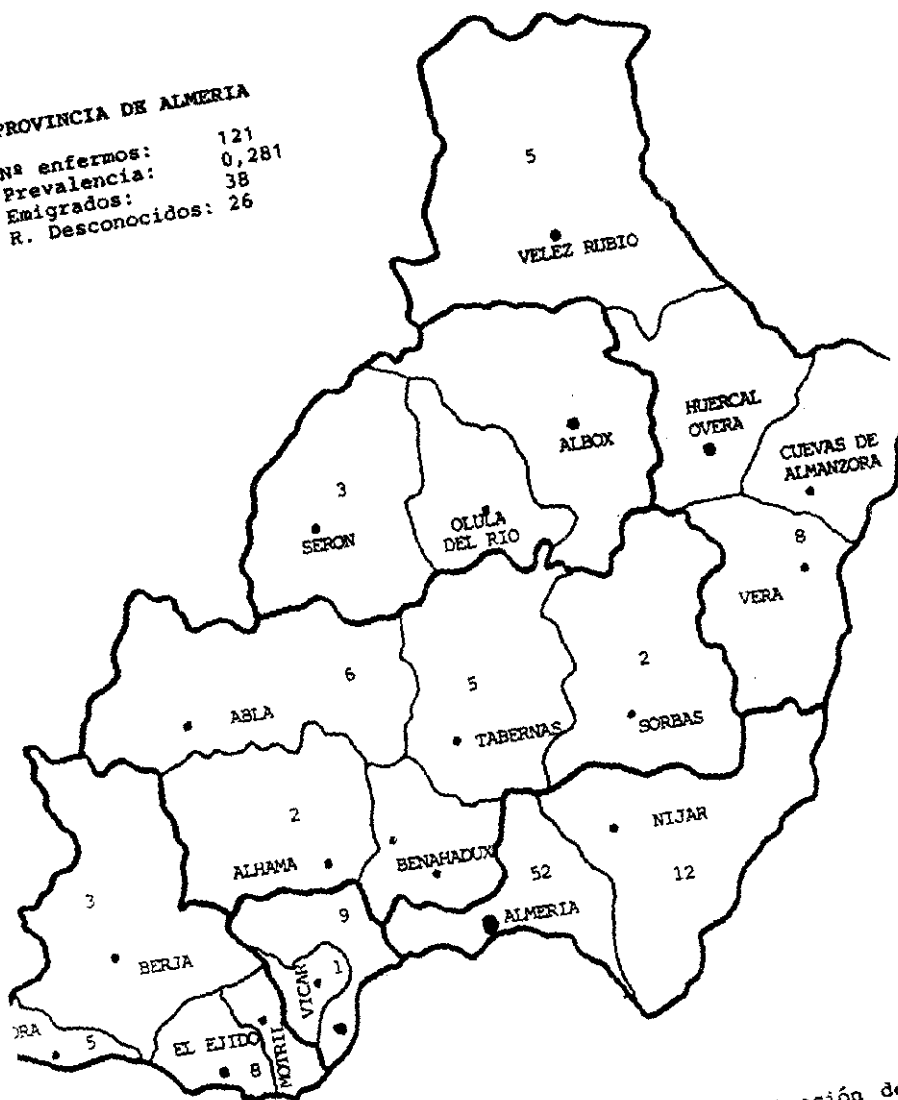 PROVINCIA DE ALMERIA
Nº enfermos: 121
Prevalencia: 0,281
Emigrados: 38
R. Desconocidos: 26
5
VELEZ RUBIO
HUERCAL
OVERA
ALBOX
CUEVAS DE
ALMANZORA
3
SERON
OLULA
DEL RIO
8
VERA
6
ABLA
5
TABERNAS
2
SORBAS
2
ALHAMA
BENAHADUX
NIJAR
12
52
ALMERIA
3
BERJA
9
1
VICAR
DRA
5
EL EJIDO
8
MOTRIL